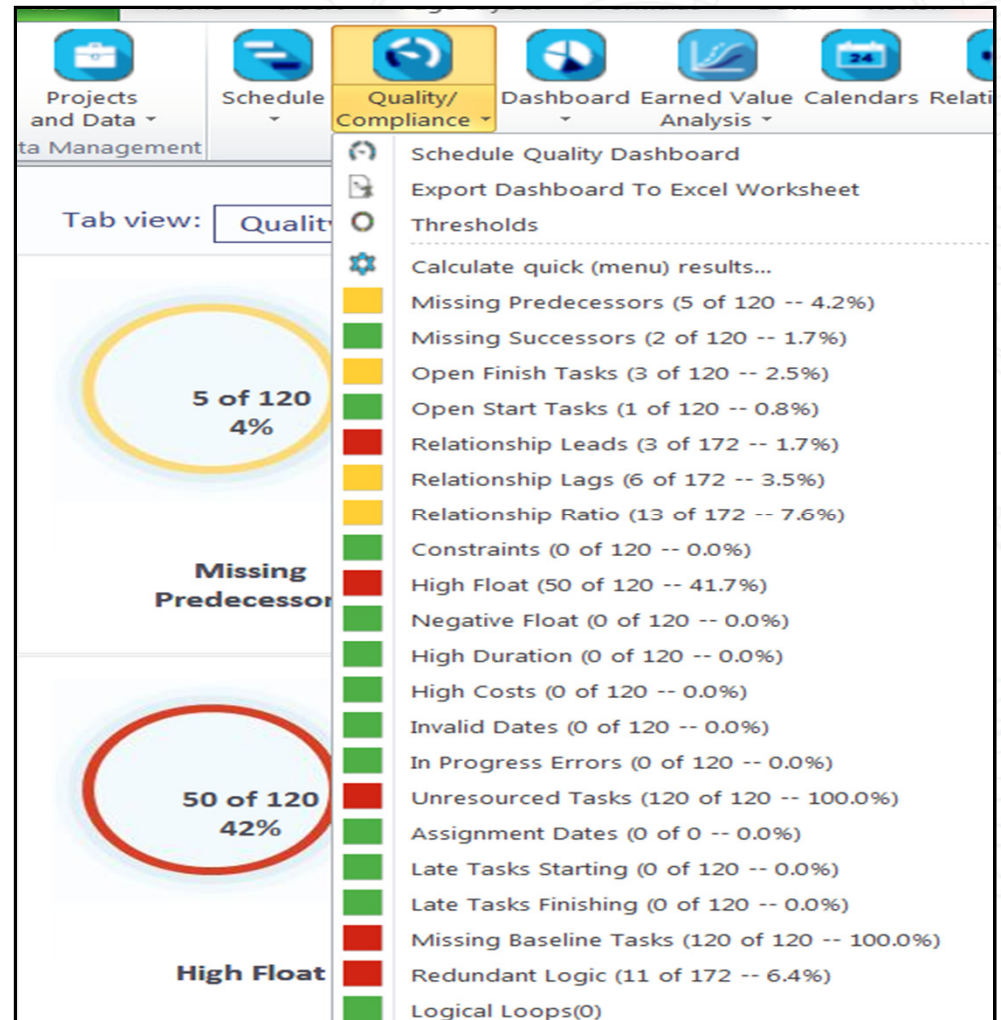 Projects
and Data
Schedule
Quality/
Compliance
Dashboard
Earned Value
Analysis
24
Calendars
Relati
ta Management
Schedule Quality Dashboard
Export Dashboard To Excel Worksheet
Tab view:
Qualit
Thresholds
Calculate quick (menu) results...
Missing Predecessors (5 of 120 -- 4.2%)
Missing Successors (2 of 120 -- 1.7%)
Open Finish Tasks (3 of 120 -- 2.5%)
Open Start Tasks (1 of 120 -- 0.8%)
Relationship Leads (3 of 172 -- 1.7%)
Relationship Lags (6 of 172 -- 3.5%)
Relationship Ratio (13 of 172 -- 7.6%)
Constraints (0 of 120 -- 0.0%)
High Float (50 of 120 -- 41.7%)
Negative Float (0 of 120 -- 0.0%)
High Duration (0 of 120 -- 0.0%)
High Costs (0 of 120 -- 0.0%)
Invalid Dates (0 of 120 -- 0.0%)
In Progress Errors (0 of 120 -- 0.0%)
Unresourced Tasks (120 of 120 -- 100.0%)
Assignment Dates (0 of 0 -- 0.0%)
Late Tasks Starting (0 of 120 -- 0.0%)
Late Tasks Finishing (0 of 120 -- 0.0%)
Missing Baseline Tasks (120 of 120 -- 100.0%)
Redundant Logic (11 of 172 -- 6.4%)
Logical Loops(0)
5 of 120
4%
Missing
Predecessor
50 of 120
42%
High Float